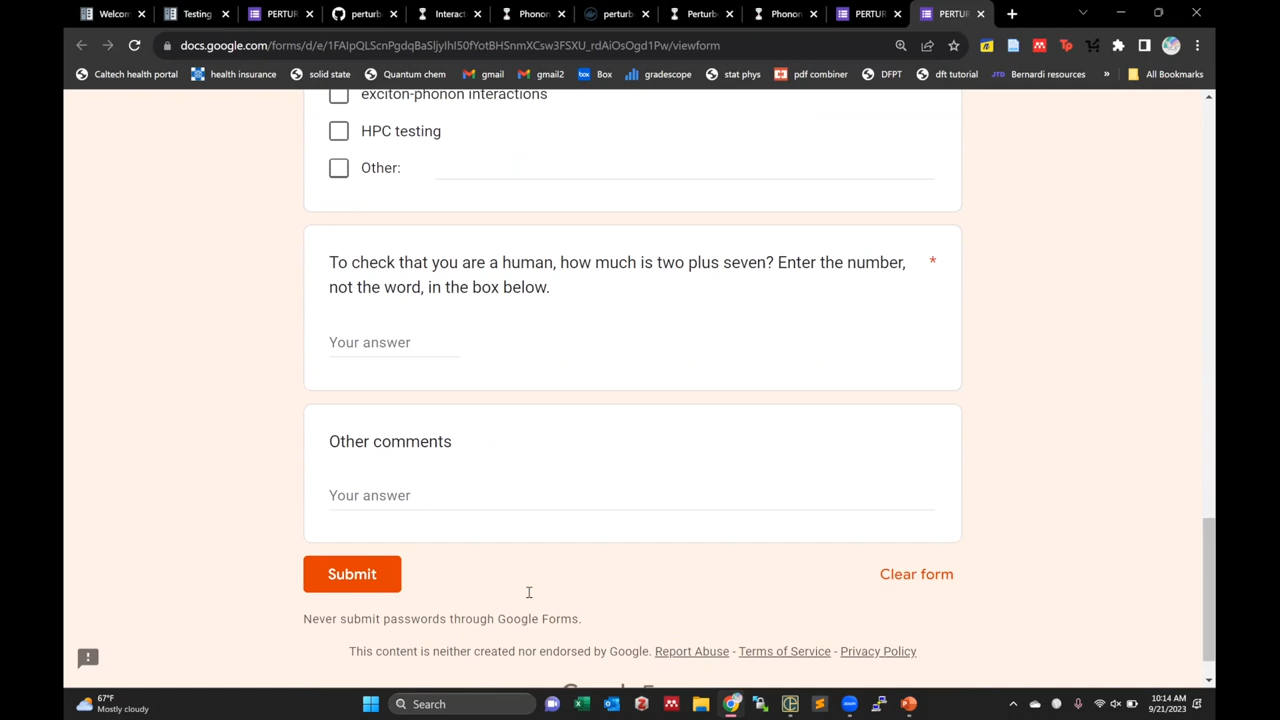 Welcom
Testing
PERTUR
perturb
Interact
Phonon
perturb
Perturb
Phonon
PERTUR
PERTUR
docs.google.com/forms/d/e/1FAIpQLScnPgdqBaSljyIhI50fYotBHSnmXCsw3FSXU_rdAiOsOgd1Pw/viewform
Caltech health portal
health insurance
solid state
Quantum chem
gmail
gmail2
box
Box
gradescope
stat phys
pdf combiner
DFPT
dft tutorial
JTD
Bernardi resources
»
All Bookmarks
exciton-phonon interactions
HPC testing
Other:
To check that you are a human, how much is two plus seven? Enter the number, *
not the word, in the box below.
Your answer
Other comments
Your answer
Submit
Clear form
Never submit passwords through Google Forms.
This content is neither created nor endorsed by Google. Report Abuse - Terms of Service - Privacy Policy
67°F
Mostly cloudy
Search
10:14 AM
9/21/2023